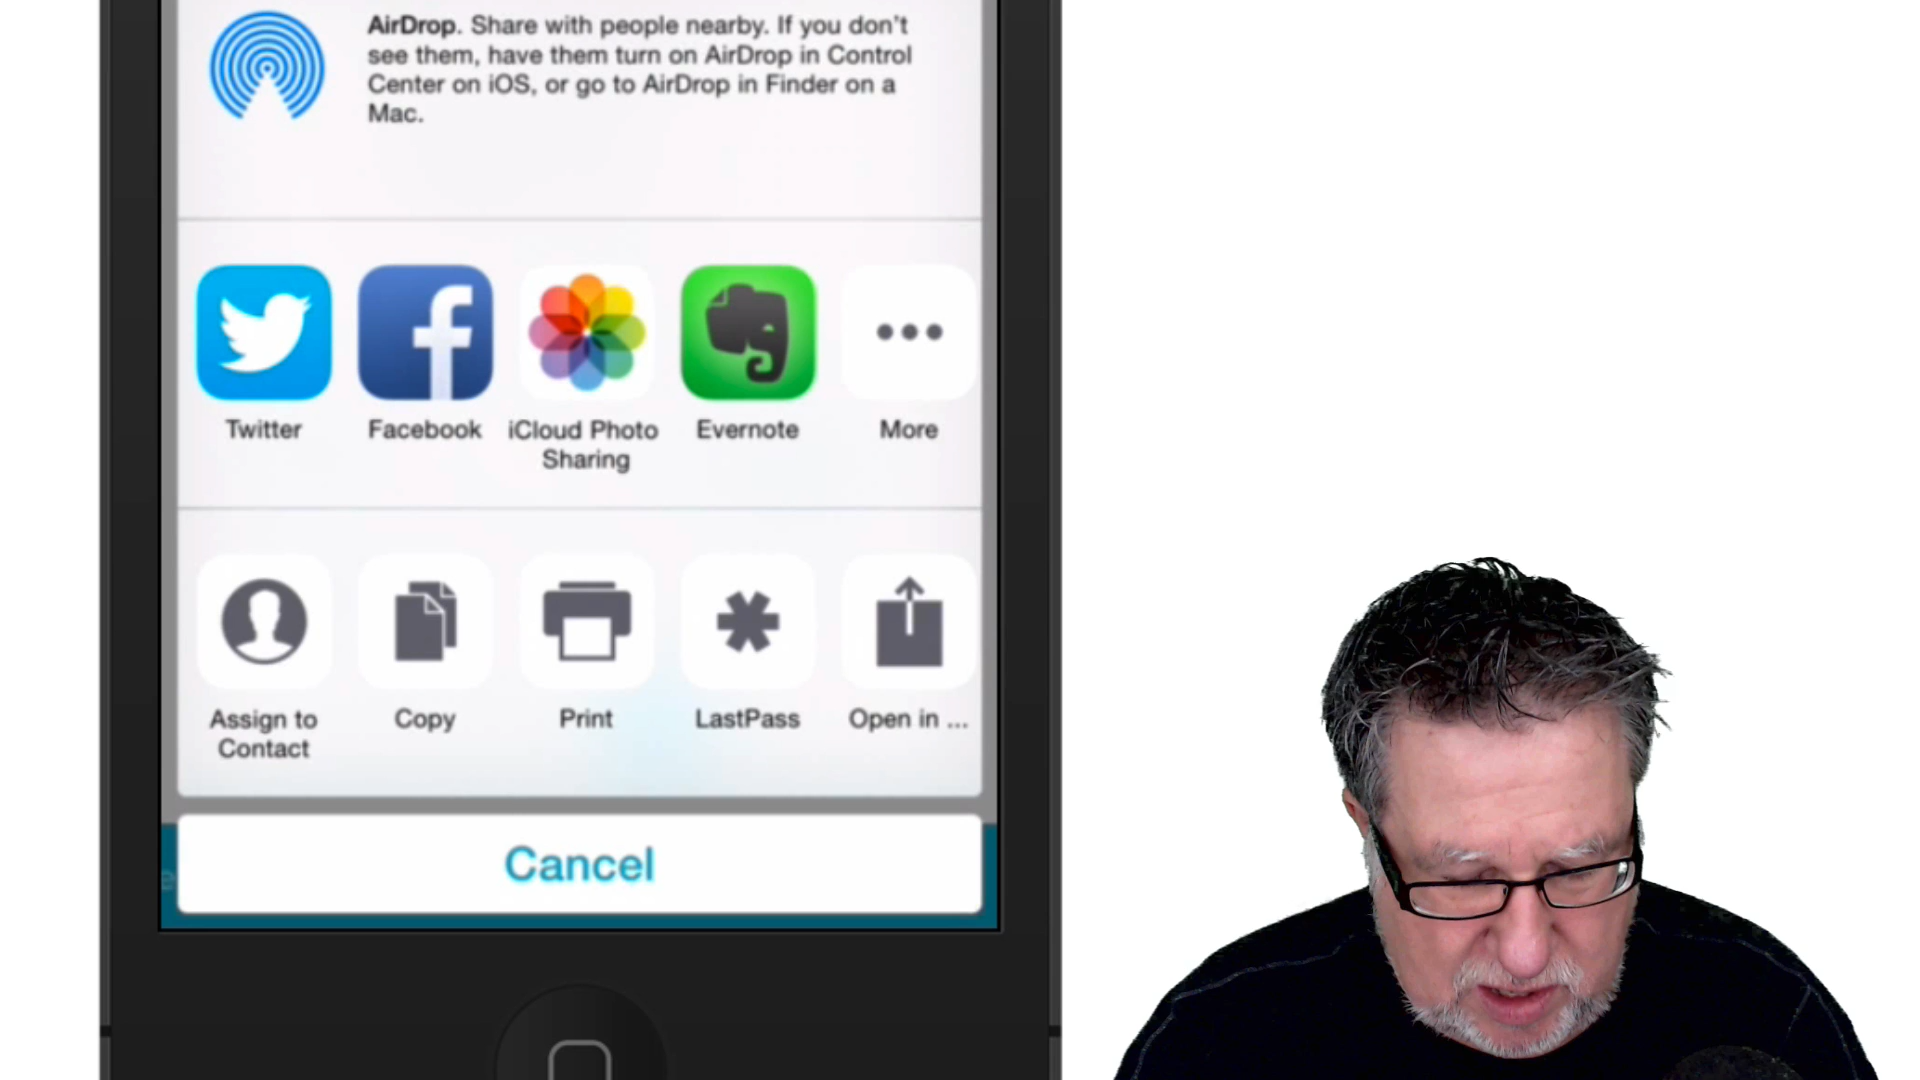 AirDrop. Share with people nearby. If you don't
see them, have them turn on AirDrop in Control
Center on iOS, or go to AirDrop in Finder on a
Mac.
Twitter
Facebook
iCloud Photo
Sharing
Evernote
More
Assign to
Contact
Copy
Print
LastPass
Open in ...
Cancel